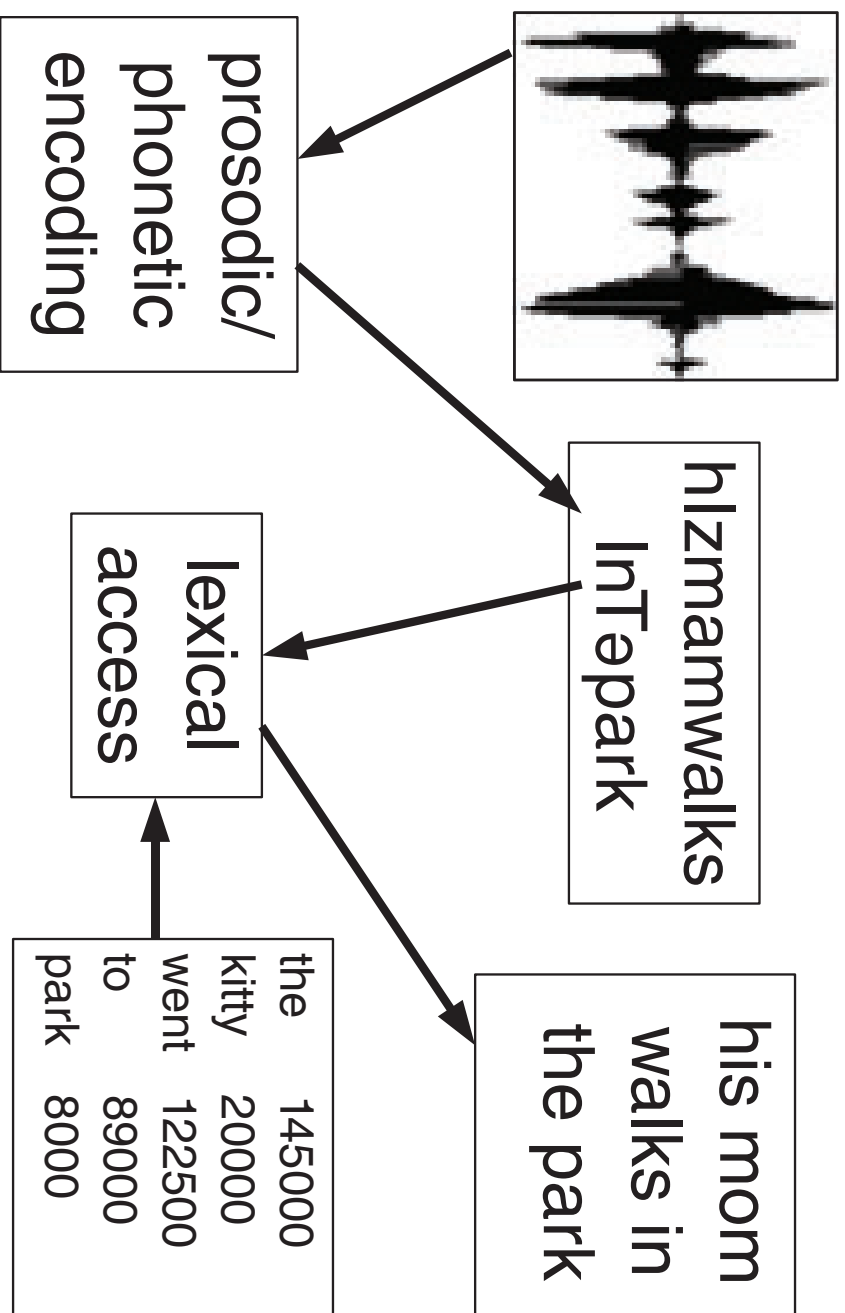 hIzmamwalks
InTepark
his mom
walks in
the park
prosodic/
phonetic
encoding
lexical
access
the 145000
kitty 20000
went 122500
to 89000
park 8000